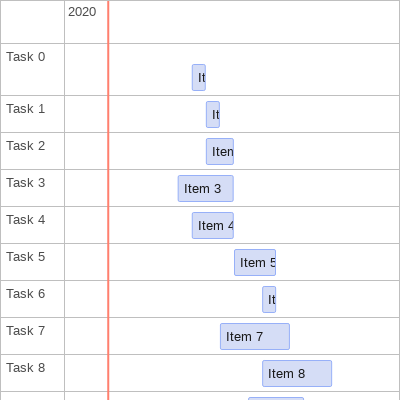 2020
Task 0
It
Task 1
It
Task 2
Iten
Task 3
Item 3
Task 4
Item 4
Task 5
Item 5
Task 6
It
Task 7
Item 7
Task 8
Item 8